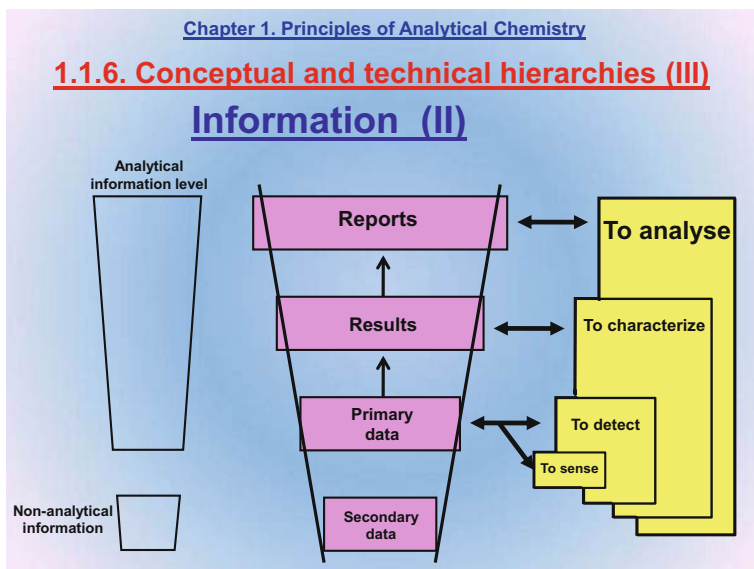 Chapter 1. Principles of Analytical Chemistry
1.1.6. Conceptual and technical hierarchies (III)
Information (II)
Analytical
information level
Reports
To analyse
Results
To characterize
Primary
data
To detect
To sense
Non-analytical
information
Secondary
data